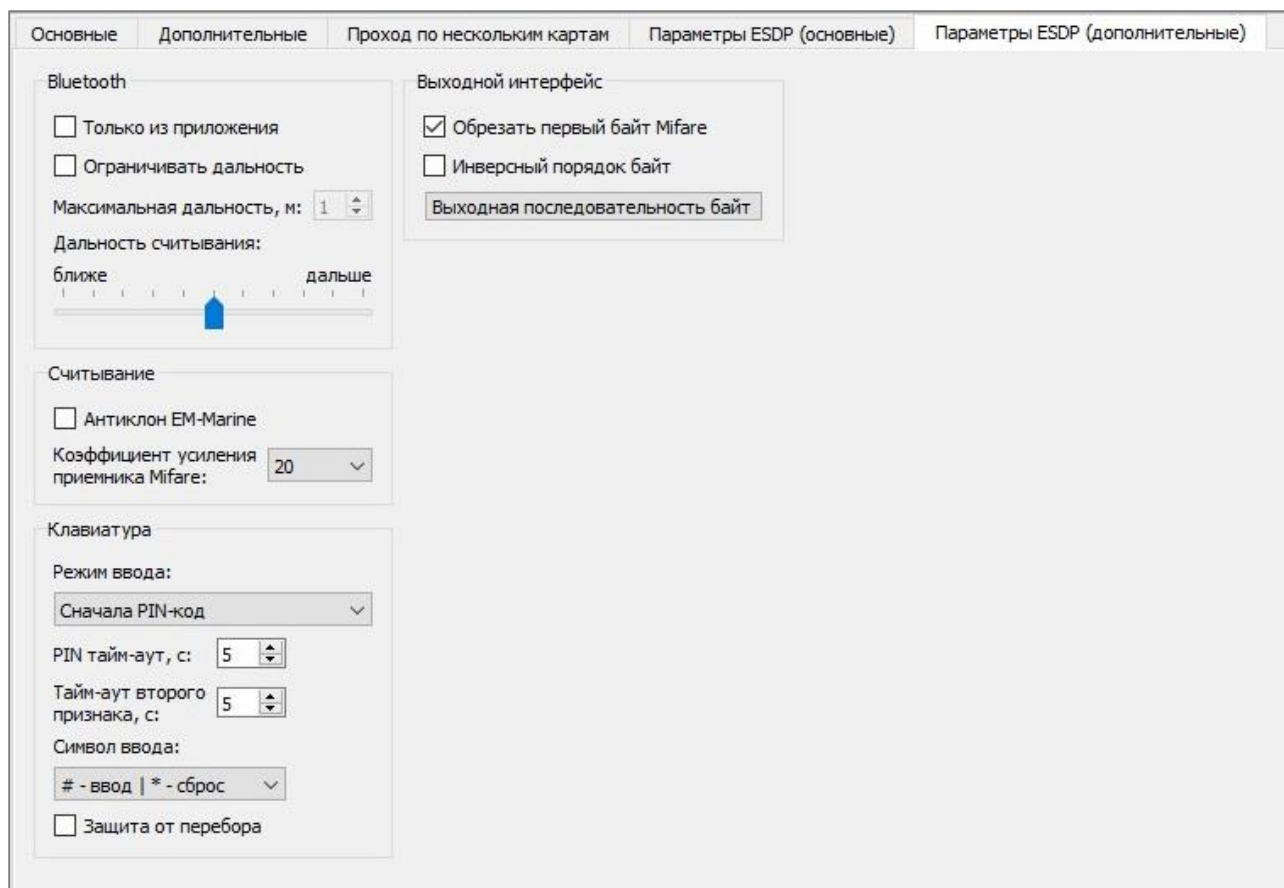 Основные
Дополнительные
Проход по нескольким картам
Параметры ESDP (основные)
Параметры ESDP (дополнительные)
Bluetooth
Только из приложения
Ограничивать дальность
Максимальная дальность, м: 1
Дальность считывания:
ближе дальше
Считывание
Антиклон EM-Marine
Коэффициент усиления
приемника Mifare:
20
Клавиатура
Режим ввода:
Сначала PIN-код
PIN тайм-аут, с: 5
Тайм-аут второго
признака, с:
5
Символ ввода:
# - ввод | * - сброс
Защита от перебора
Выходной интерфейс
Обрезать первый байт Mifare
Инверсный порядок байт
Выходная последовательность байт